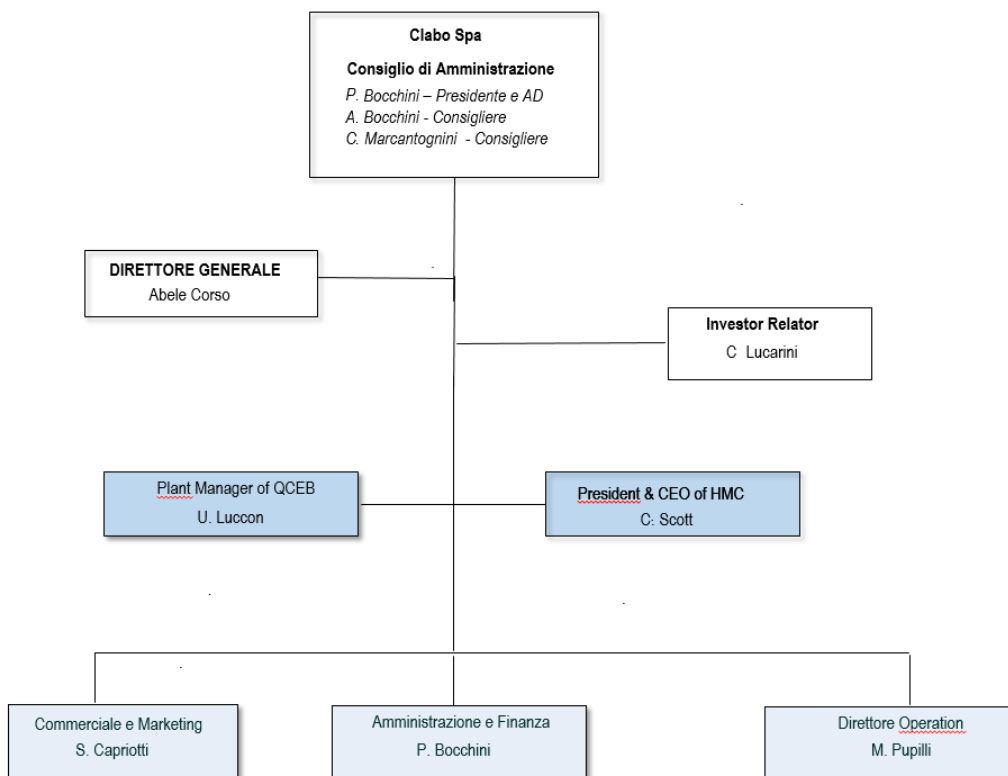 Clabo Spa
Consiglio di Amministrazione
P. Bocchini – Presidente e AD
A. Bocchini - Consigliere
C. Marcantognini - Consigliere
DIRETTORE GENERALE
Abele Corso
Investor Relator
C Lucarini
Plant Manager of QCEB
U. Luccon
President & CEO of HMC
C. Scott
Commerciale e Marketing
S. Capriotti
Amministrazione e Finanza
P. Bocchini
Direttore Operation
M. Pupilli